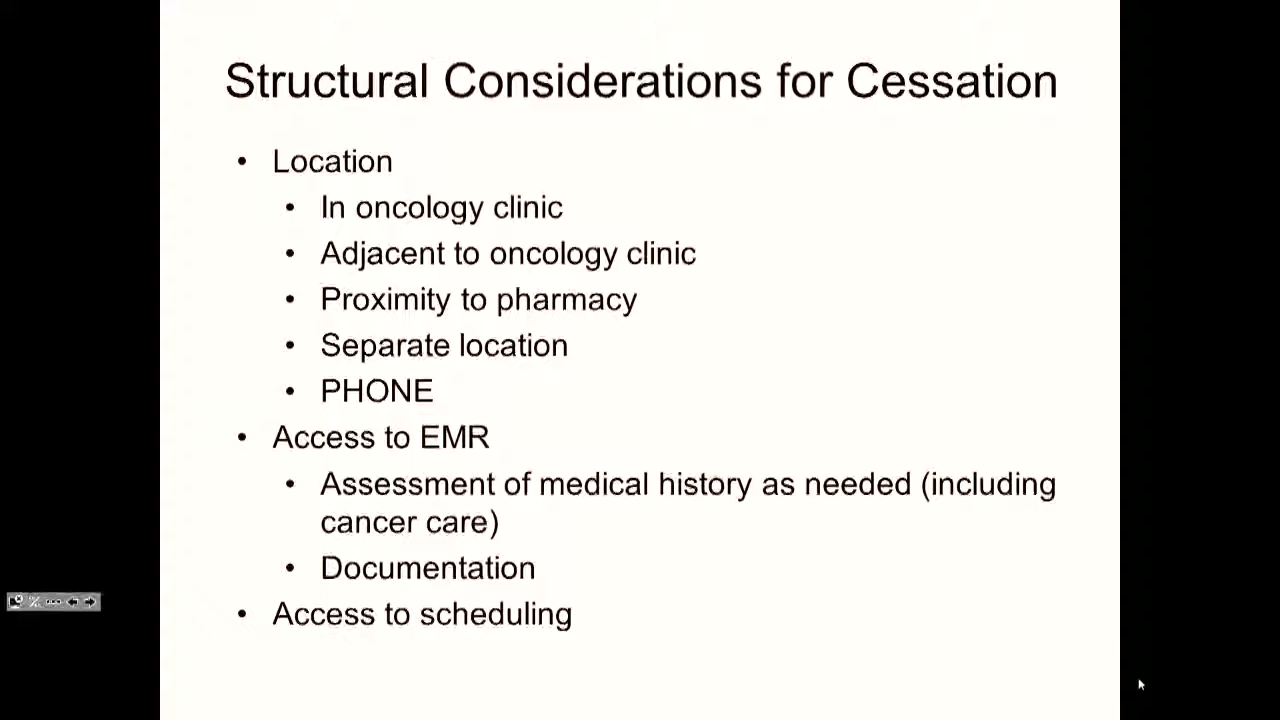 Structural Considerations for Cessation
• Location
• In oncology clinic
• Adjacent to oncology clinic
• Proximity to pharmacy
• Separate location
• PHONE
• Access to EMR
• Assessment of medical history as needed (including
cancer care)
• Documentation
• Access to scheduling